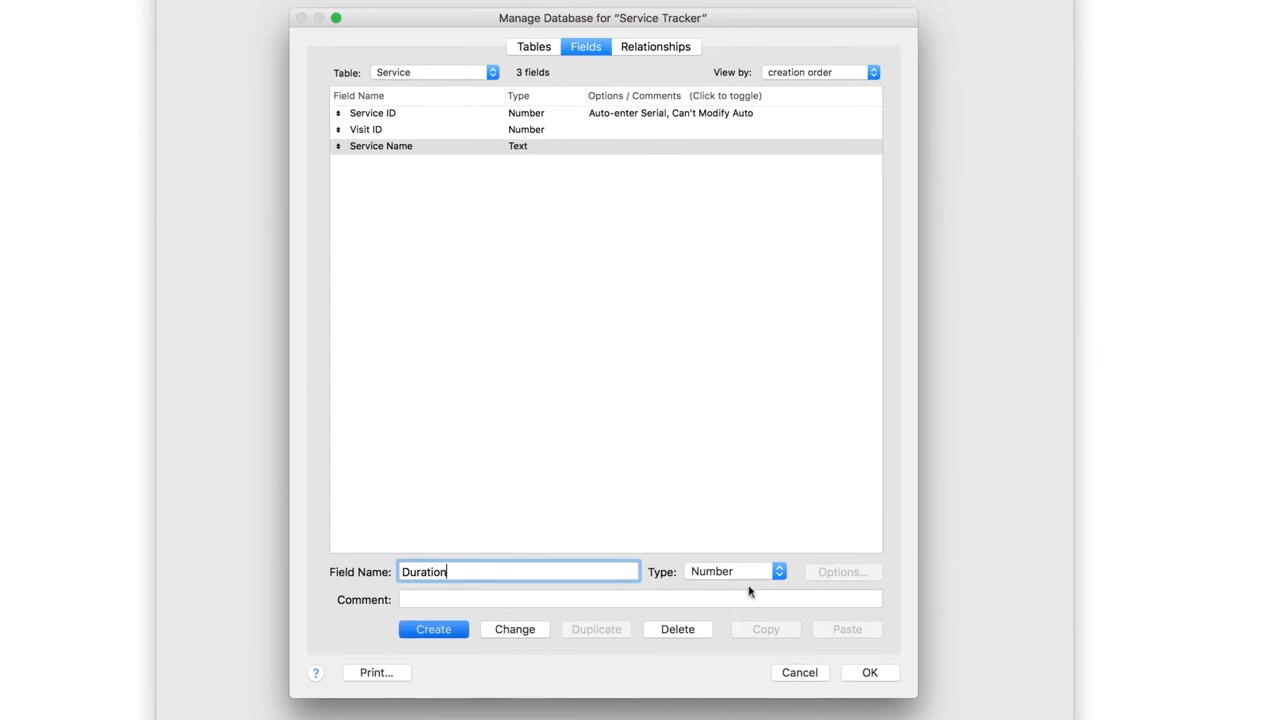 Manage Database for “Service Tracker”
Tables Fields Relationships
Table: Service 3 fields View by: creation order
Field Name Type Options / Comments (Click to toggle)
Service ID Number Auto-enter Serial, Can't Modify Auto
Visit ID Number
Service Name Text
Field Name: Duration Type: Number Options...
Comment:
Create Change Duplicate Delete Copy Paste
? Print... Cancel OK